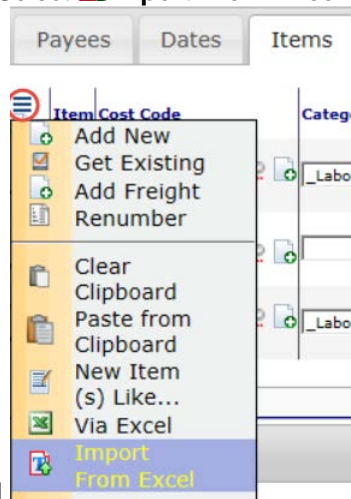 Payees Dates Items
Item Cost Code
Add New
Get Existing
Add Freight
Renumber
_Labo
Clear
Clipboard
Paste from
Clipboard
_Labo
New Item
(s) Like...
Via Excel
Import
From Excel